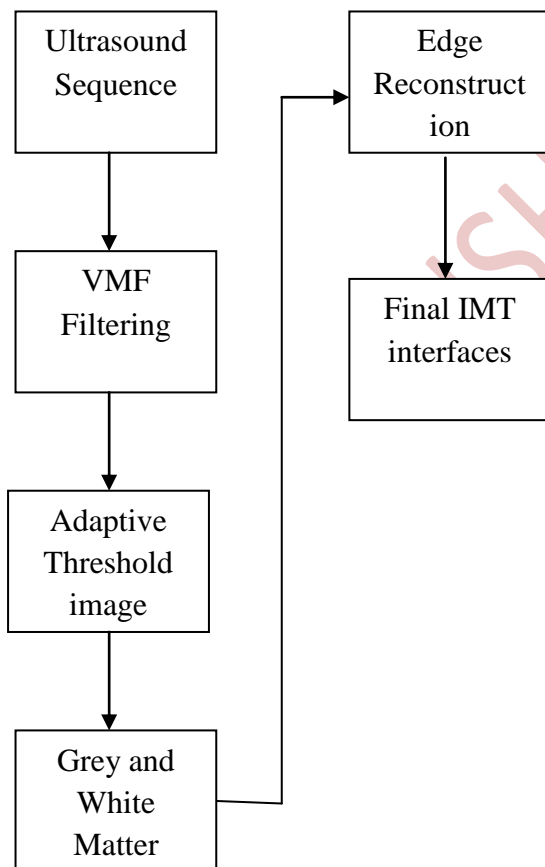 Ultrasound
Sequence
VMF
Filtering
Adaptive
Threshold
image
Grey and
White
Matter
Edge
Reconstruct
ion
Final IMT
interfaces